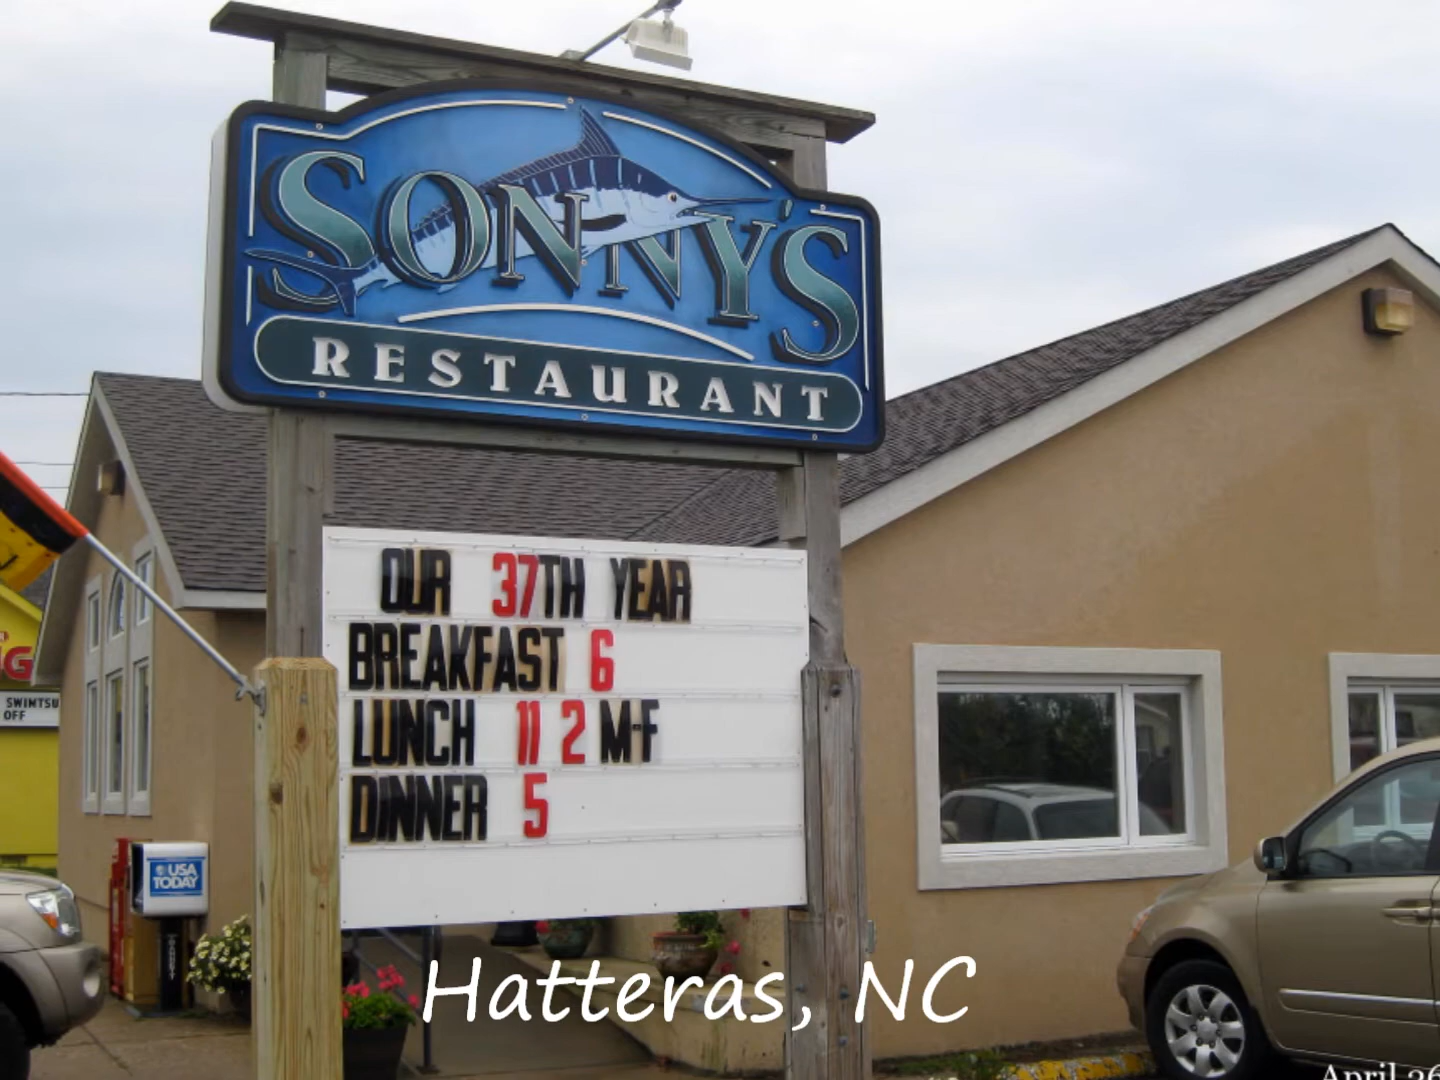 SONNY'S
RESTAURANT
OUR 37TH YEAR
BREAKFAST 6
LUNCH 11 2 M-F
DINNER 5
SWIMTSU
OFF
USA
TODAY
Hatteras, NC
April 26